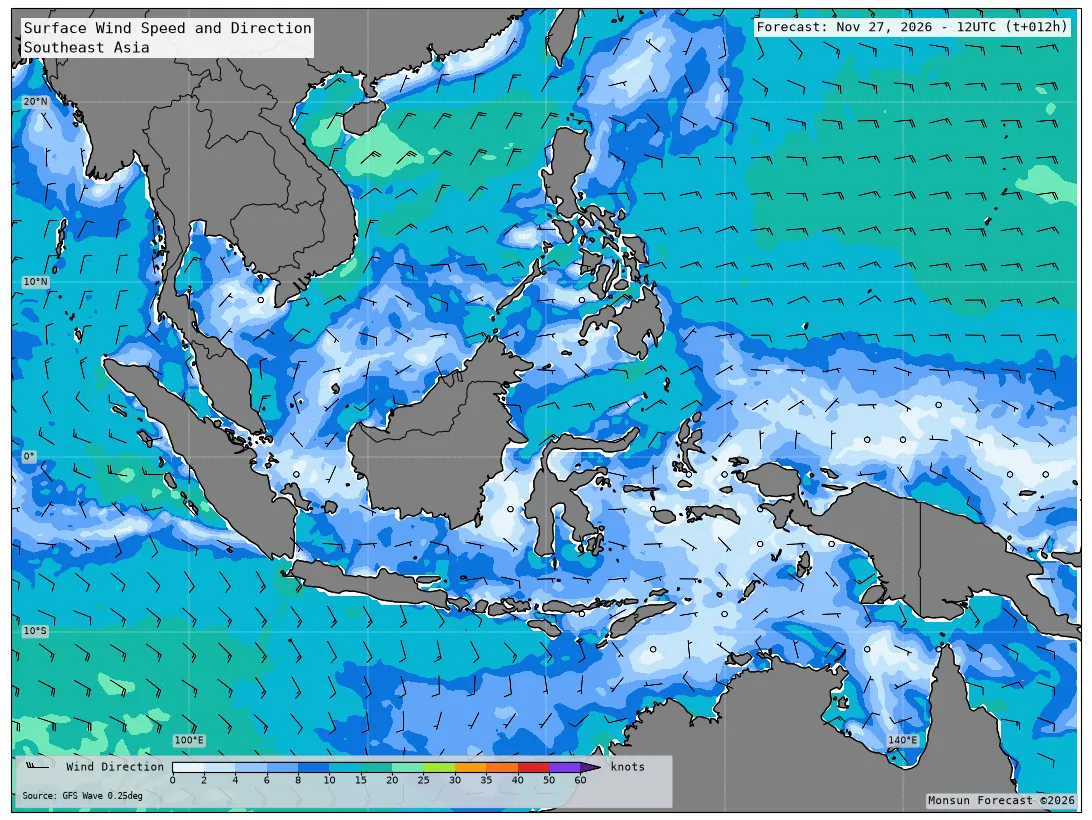 Surface Wind Speed and Direction
Southeast Asia
Forecast: Nov 27, 2026 - 12UTC (t+012h)
20°N
10°N
0°
10°S
100°E
140°E
Wind Direction
knots
0 2 4 6 8 10 15 20 25 30 34 40 50 60
Source: GFS Wave 0.25deg
Monsun Forecast ©2026